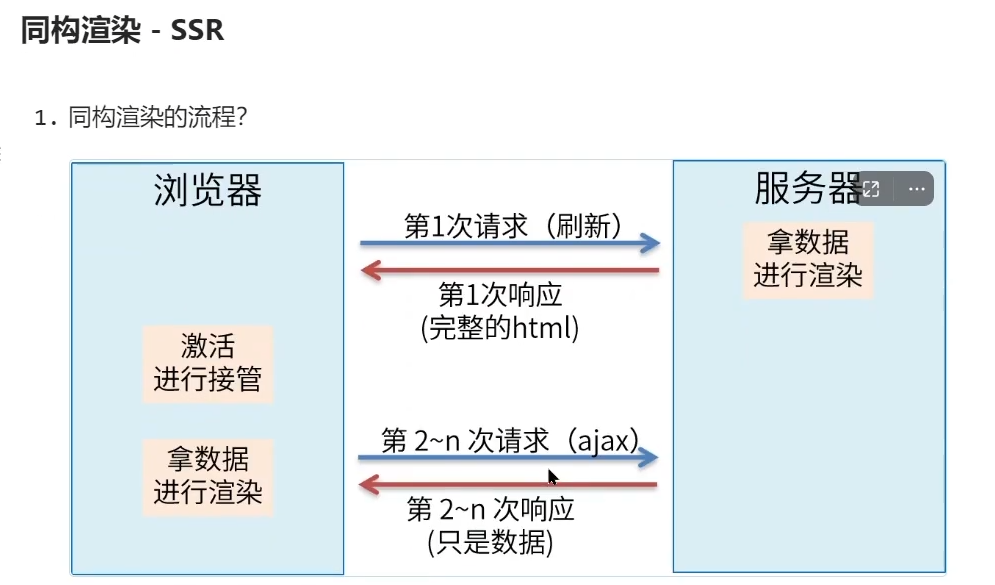 同构渲染 - SSR
1. 同构渲染的流程？
浏览器
服务器
第1次请求（刷新）
拿数据
进行渲染
第1次响应
(完整的html)
激活
进行接管
第 2~n 次请求（ajax）
拿数据
进行渲染
第 2~n 次响应
(只是数据)